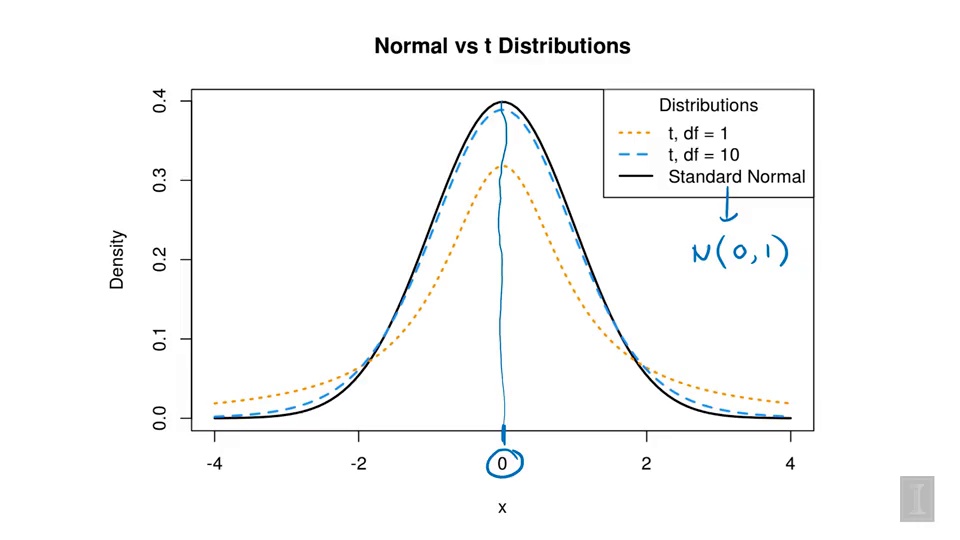 Normal vs t Distributions
Distributions
t, df = 1
t, df = 10
Standard Normal
N(0,1)
Density
0.4
0.3
0.2
0.1
0.0
-4
-2
0
2
4
x
I